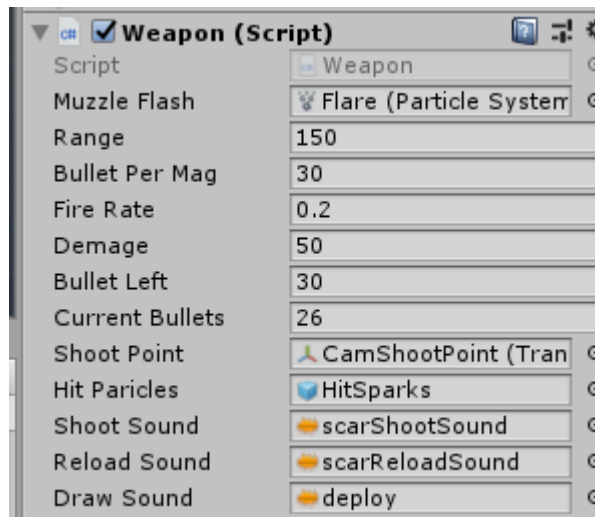 Weapon (Script)
Script Weapon
Muzzle Flash Flare (Particle System
Range 150
Bullet Per Mag 30
Fire Rate 0.2
Demage 50
Bullet Left 30
Current Bullets 26
Shoot Point CamShootPoint (Tran
Hit Paricles HitSparks
Shoot Sound scarShootSound
Reload Sound scarReloadSound
Draw Sound deploy